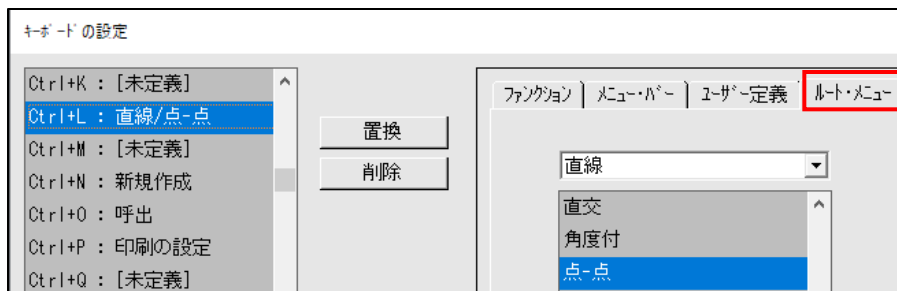 ｷｰﾎﾞｰﾄﾞの設定
Ctrl+K : [未定義]
Ctrl+L : 直線/点-点
Ctrl+M : [未定義]
Ctrl+N : 新規作成
Ctrl+O : 呼出
Ctrl+P : 印刷の設定
Ctrl+Q : [未定義]
置換
削除
ﾌｧﾝｸｼｮﾝ ﾒﾆｭｰ･ﾊﾞｰ ﾕｰｻﾞｰ定義 ﾙｰﾄ･ﾒﾆｭｰ
直線
直交
角度付
点-点